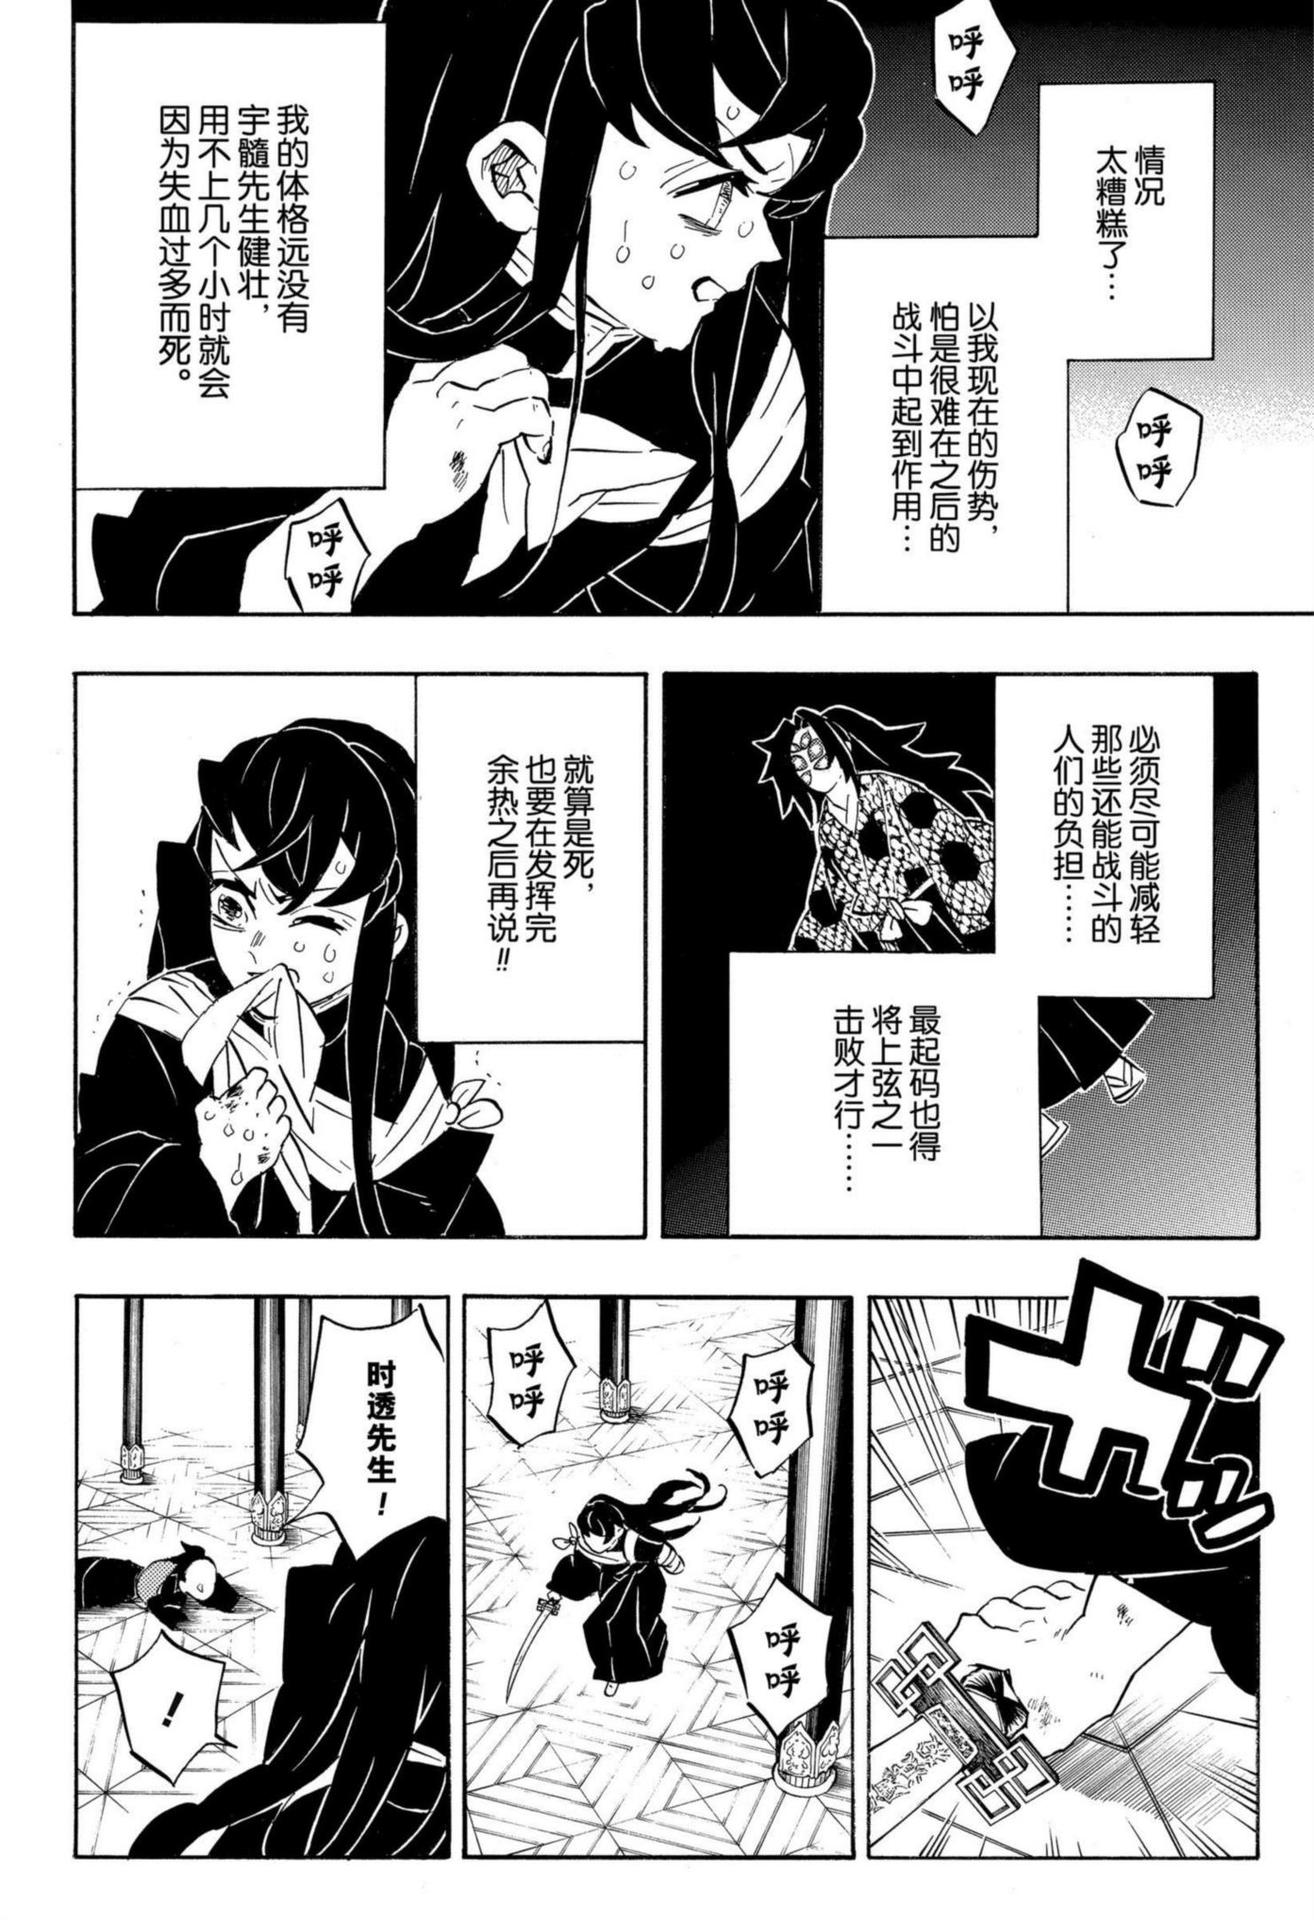 呼
呼
情况
太糟糕了…
呼
呼
以我现在的伤势，
怕是很难在之后的
战斗中起到作用…
我的体格远没有
宇髓先生健壮，
用不上几个小时就会
因为失血过多而死。
呼
呼
必须尽可能减轻
那些还能战斗的
人们的负担……
最起码也得
将上弦之一
击败才行……
就算是死，
也要在发挥完
余热之后再说!!
ガッ
呼
呼
呼
呼
呼
呼
时透先生！
！